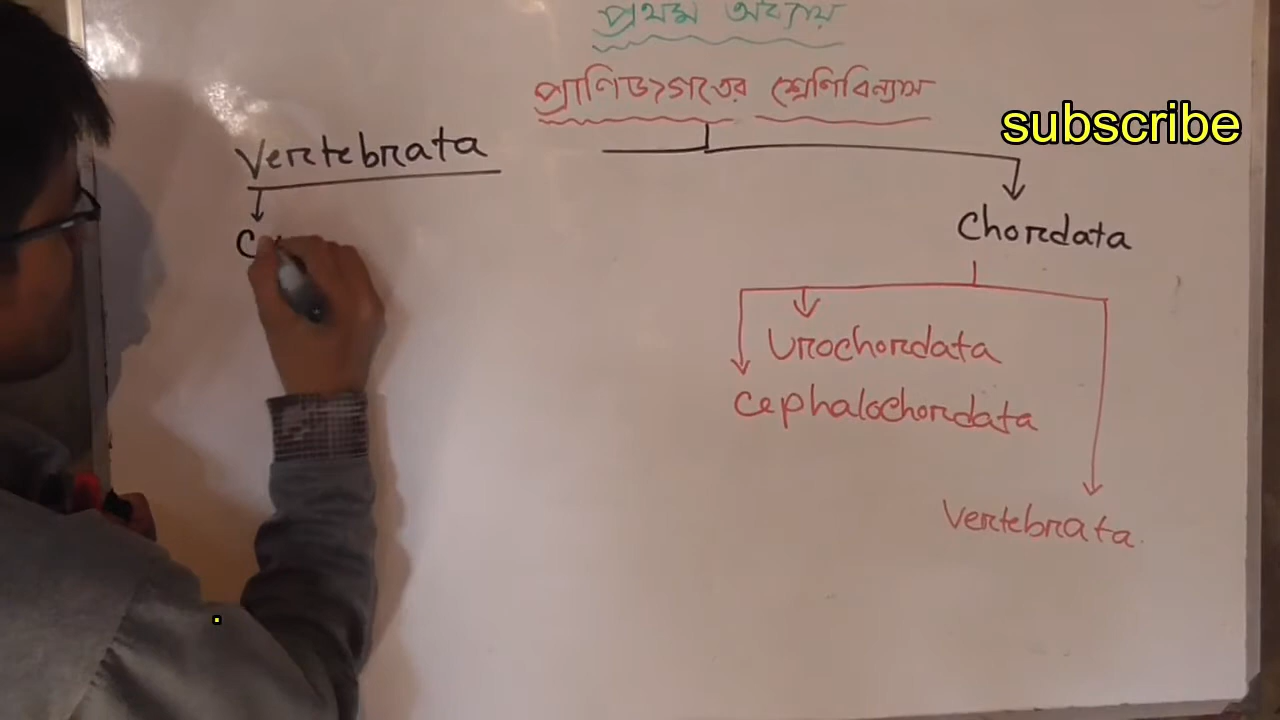 প্রথম অধ্যায়
প্রাণিজগতের শ্রেণিবিন্যাস
subscribe
Vertebrata
Chordata
C
Urochordata
Cephalochordata
Vertebrata.